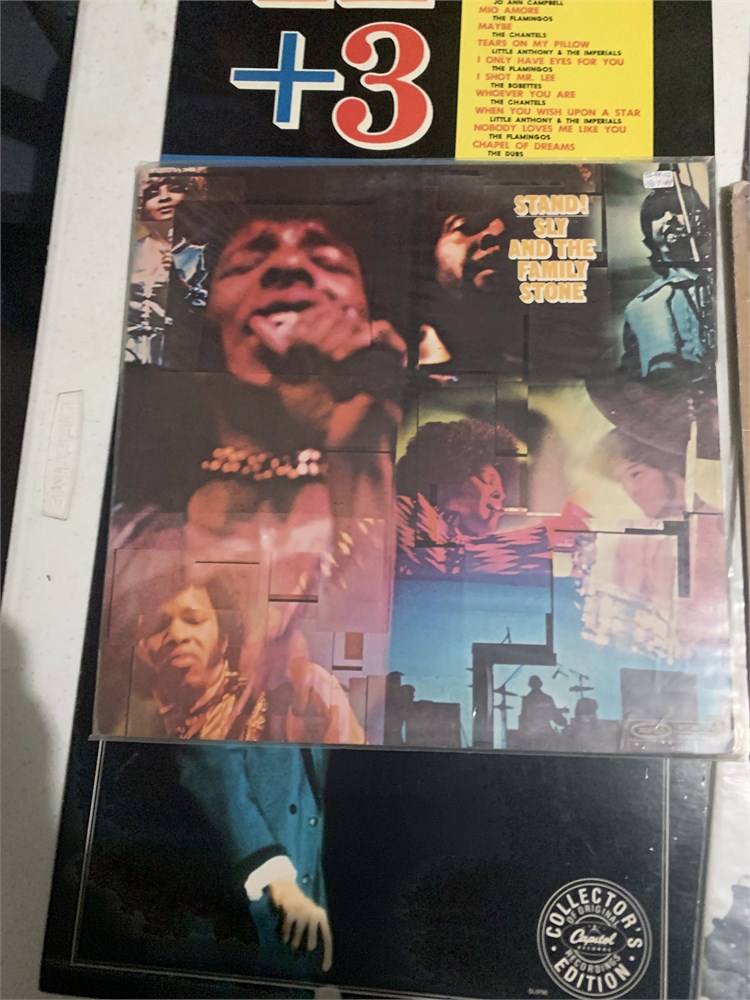 +3
JO ANN CAMPBELL
MIO AMORE
THE FLAMINGOS
MAYBE
THE CHANTELS
TEARS ON MY PILLOW
LITTLE ANTHONY & THE IMPERIALS
I ONLY HAVE EYES FOR YOU
THE FLAMINGOS
I SHOT MR. LEE
THE BOBETTES
WHOEVER YOU ARE
THE CHANTELS
WHEN YOU WISH UPON A STAR
LITTLE ANTHONY & THE IMPERIALS
NOBODY LOVES ME LIKE YOU
THE FLAMINGOS
CHAPEL OF DREAMS
THE DUBS
STAND!
SLY
AND THE
FAMILY
STONE
LIFETIME
COLLECTOR'S
OF ORIGINAL
Capitol
RECORDS
RECORDINGS
EDITION